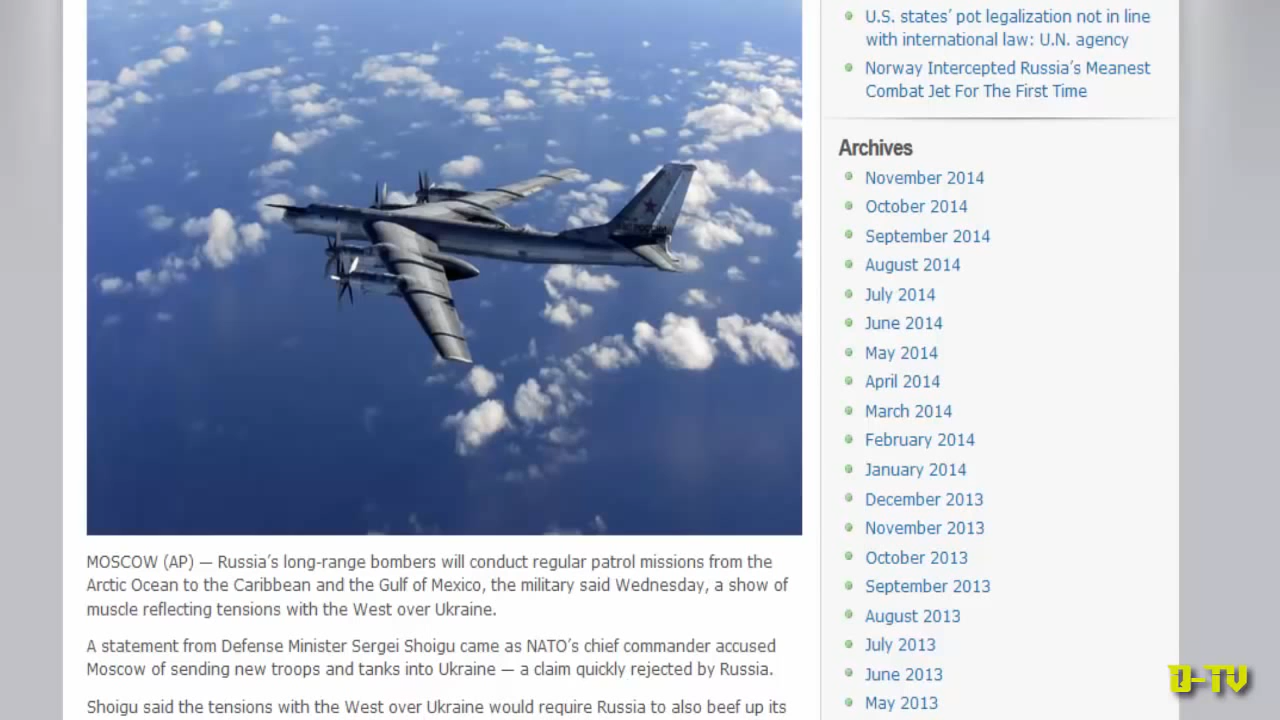 U.S. states’ pot legalization not in line
with international law: U.N. agency
Norway Intercepted Russia’s Meanest
Combat Jet For The First Time
Archives
November 2014
October 2014
September 2014
August 2014
July 2014
June 2014
May 2014
April 2014
March 2014
February 2014
January 2014
December 2013
November 2013
October 2013
September 2013
August 2013
July 2013
June 2013
May 2013
MOSCOW (AP) — Russia’s long-range bombers will conduct regular patrol missions from the
Arctic Ocean to the Caribbean and the Gulf of Mexico, the military said Wednesday, a show of
muscle reflecting tensions with the West over Ukraine.
A statement from Defense Minister Sergei Shoigu came as NATO’s chief commander accused
Moscow of sending new troops and tanks into Ukraine — a claim quickly rejected by Russia.
Shoigu said the tensions with the West over Ukraine would require Russia to also beef up its